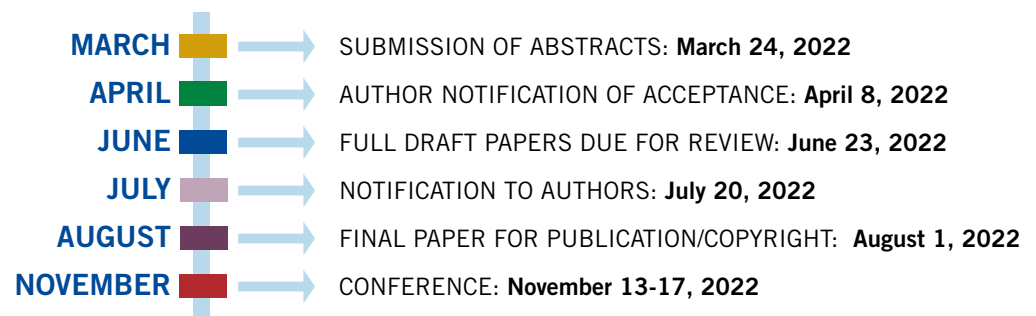 MARCH SUBMISSION OF ABSTRACTS: March 24, 2022
APRIL AUTHOR NOTIFICATION OF ACCEPTANCE: April 8, 2022
JUNE FULL DRAFT PAPERS DUE FOR REVIEW: June 23, 2022
JULY NOTIFICATION TO AUTHORS: July 20, 2022
AUGUST FINAL PAPER FOR PUBLICATION/COPYRIGHT: August 1, 2022
NOVEMBER CONFERENCE: November 13-17, 2022